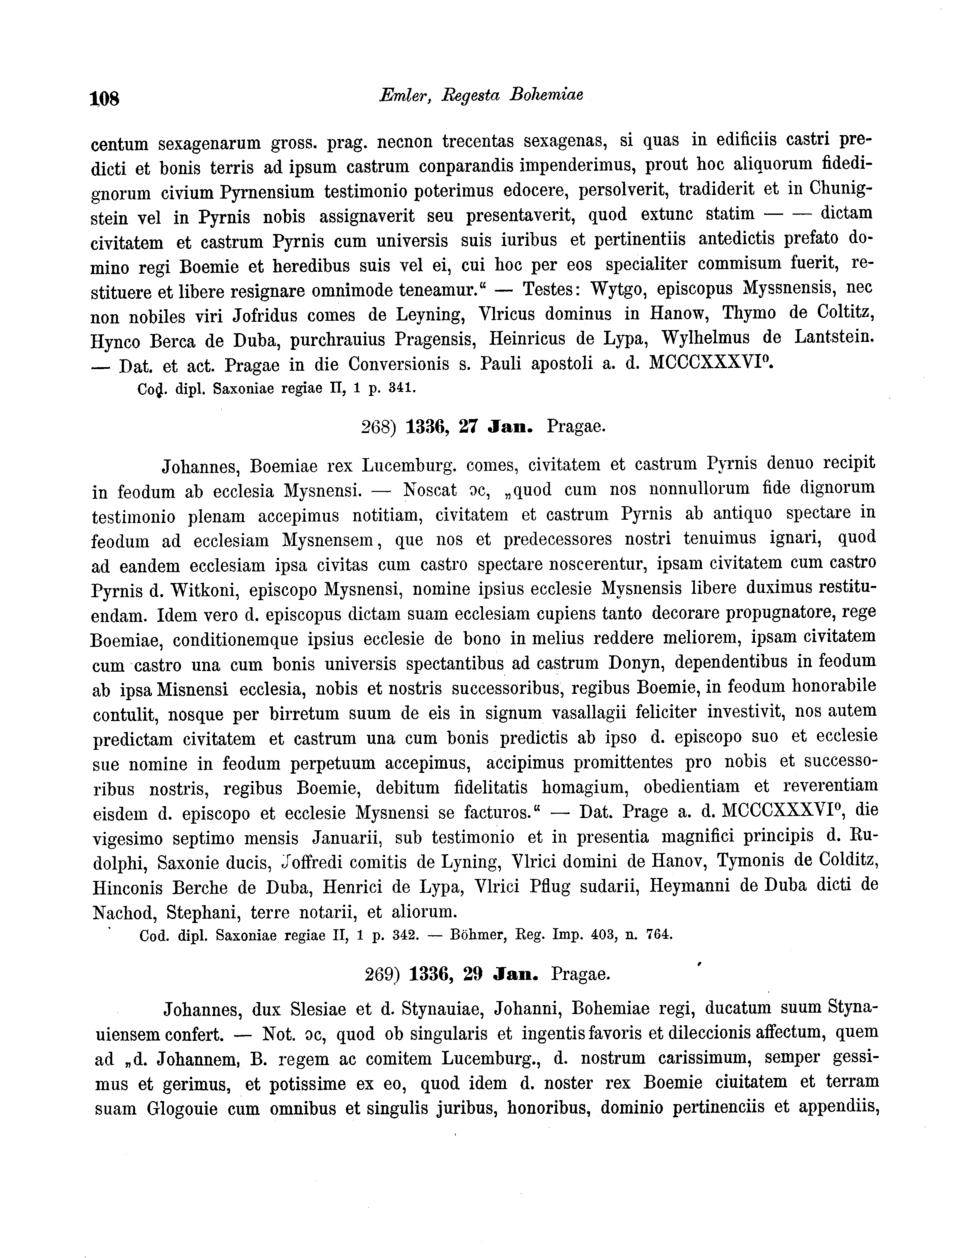 108
Emler, Regesta Bohemiae
centum sexagenarum gross. prag. necnon trecentas sexagenas, si quas in edificiis castri pre-
dicti et bonis terris ad ipsum castrum conparandis impenderimus, prout hoc aliquorum fidedi-
gnorum civium Pyrnensium testimonio poterimus edocere, persolverit, tradiderit et in Chunig-
stein vel in Pyrnis nobis assignaverit seu presentaverit, quod extunc statim — — dictam
civitatem et castrum Pyrnis cum universis suis iuribus et pertinentiis antedictis prefato do-
mino regi Boemie et heredibus suis vel ei, cui hoc per eos specialiter commisum fuerit, re-
stituere et libere resignare omnimode teneamur.“ — Testes: Wytgo, episcopus Myssnensis, nec
non nobiles viri Jofridus comes de Leyning, Vlricus dominus in Hanow, Thymo de Coltitz,
Hynco Berca de Duba, purchrauius Pragensis, Heinricus de Lypa, Wylhelmus de Lantstein.
— Dat. et act. Pragae in die Conversionis s. Pauli apostoli a. d. MCCCXXXVI⁰.
Cod. dipl. Saxoniae regiae II, 1 p. 341.
268) 1336, 27 Jan. Pragae.
Johannes, Boemiae rex Lucemburg. comes, civitatem et castrum Pyrnis denuo recipit
in feodum ab ecclesia Mysnensi. — Noscat ɔc, „quod cum nos nonnullorum fide dignorum
testimonio plenam accepimus notitiam, civitatem et castrum Pyrnis ab antiquo spectare in
feodum ad ecclesiam Mysnensem, que nos et predecessores nostri tenuimus ignari, quod
ad eandem ecclesiam ipsa civitas cum castro spectare noscerentur, ipsam civitatem cum castro
Pyrnis d. Witkoni, episcopo Mysnensi, nomine ipsius ecclesie Mysnensis libere duximus restitu-
endam. Idem vero d. episcopus dictam suam ecclesiam cupiens tanto decorare propugnatore, rege
Boemiae, conditionemque ipsius ecclesie de bono in melius reddere meliorem, ipsam civitatem
cum castro una cum bonis universis spectantibus ad castrum Donyn, dependentibus in feodum
ab ipsa Misnensi ecclesia, nobis et nostris successoribus, regibus Boemie, in feodum honorabile
contulit, nosque per birretum suum de eis in signum vasallagii feliciter investivit, nos autem
predictam civitatem et castrum una cum bonis predictis ab ipso d. episcopo suo et ecclesie
sue nomine in feodum perpetuum accepimus, accipimus promittentes pro nobis et successo-
ribus nostris, regibus Boemie, debitum fidelitatis homagium, obedientiam et reverentiam
eisdem d. episcopo et ecclesie Mysnensi se facturos.“ — Dat. Prage a. d. MCCCXXXVI⁰, die
vigesimo septimo mensis Januarii, sub testimonio et in presentia magnifici principis d. Ru-
dolphi, Saxonie ducis, Joffredi comitis de Lyning, Vlrici domini de Hanov, Tymonis de Colditz,
Hinconis Berche de Duba, Henrici de Lypa, Vlrici Pflug sudarii, Heymanni de Duba dicti de
Nachod, Stephani, terre notarii, et aliorum.
Cod. dipl. Saxoniae regiae II, 1 p. 342. — Böhmer, Reg. Imp. 403, n. 764.
269) 1336, 29 Jan. Pragae.
Johannes, dux Slesiae et d. Stynauiae, Johanni, Bohemiae regi, ducatum suum Styna-
uiensem confert. — Not. ɔc, quod ob singularis et ingentis favoris et dileccionis affectum, quem
ad „d. Johannem, B. regem ac comitem Lucemburg., d. nostrum carissimum, semper gessi-
mus et gerimus, et potissime ex eo, quod idem d. noster rex Boemie ciuitatem et terram
suam Glogouie cum omnibus et singulis juribus, honoribus, dominio pertinenciis et appendiis,